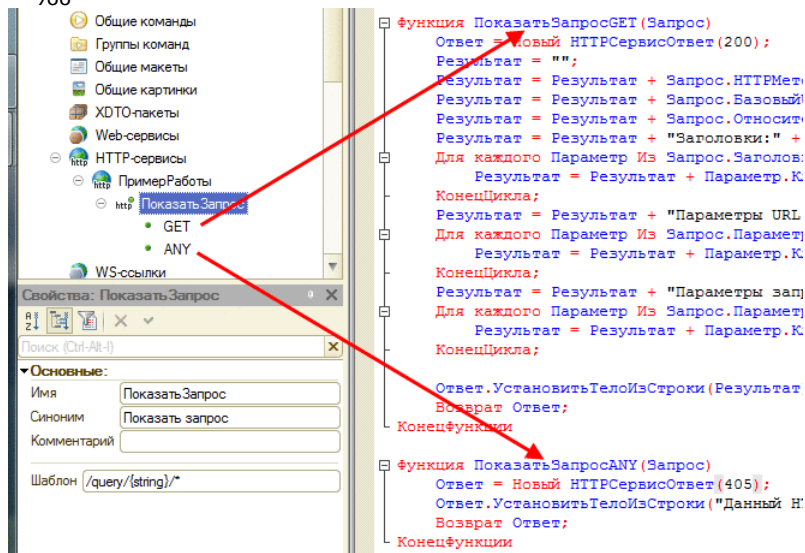 Общие команды
Группы команд
Общие макеты
Общие картинки
XDTO-пакеты
Web-сервисы
HTTP-сервисы
ПримерРаботы
ПоказатьЗапрос
GET
ANY
WS-ссылки
Свойства: ПоказатьЗапрос
Поиск (Ctrl-Alt-I)
Основные:
Имя ПоказатьЗапрос
Синоним Показать запрос
Комментарий
Шаблон /query/{string}/*
Функция ПоказатьЗапросGET(Запрос)
Ответ = Новый HTTPСервисОтвет(200);
Результат = "";
Результат = Результат + Запрос.HTTPМето
Результат = Результат + Запрос.Базовый
Результат = Результат + Запрос.Относите
Результат = Результат + "Заголовки:" +
Для каждого Параметр Из Запрос.Заголов
Результат = Результат + Параметр.К
КонецЦикла;
Результат = Результат + "Параметры URL
Для каждого Параметр Из Запрос.Парамет
Результат = Результат + Параметр.К
КонецЦикла;
Результат = Результат + "Параметры зап
Для каждого Параметр Из Запрос.Парамет
Результат = Результат + Параметр.К
КонецЦикла;
Ответ.УстановитьТелоИзСтроки(Результат
Возврат Ответ;
КонецФункции
Функция ПоказатьЗапросANY(Запрос)
Ответ = Новый HTTPСервисОтвет(405);
Ответ.УстановитьТелоИзСтроки("Данный H
Возврат Ответ;
КонецФункции